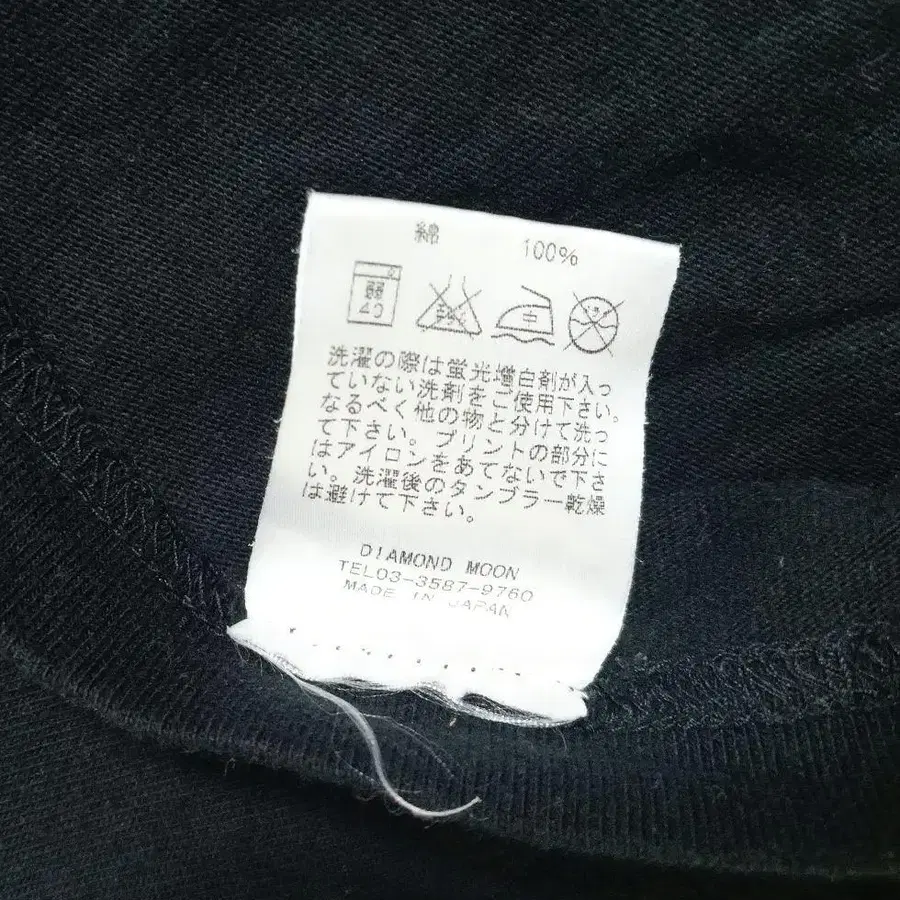 綿 100%
弱
40
中
洗濯の際は蛍光増白剤が入っ
ていない洗剤をご使用下さい。
なるべく他の物と分けて洗っ
て下さい。プリントの部分に
はアイロンをあてないで下さ
い。洗濯後のタンブラー乾燥
は避けて下さい。
DIAMOND MOON
TEL03-3587-9760
MADE IN JAPAN